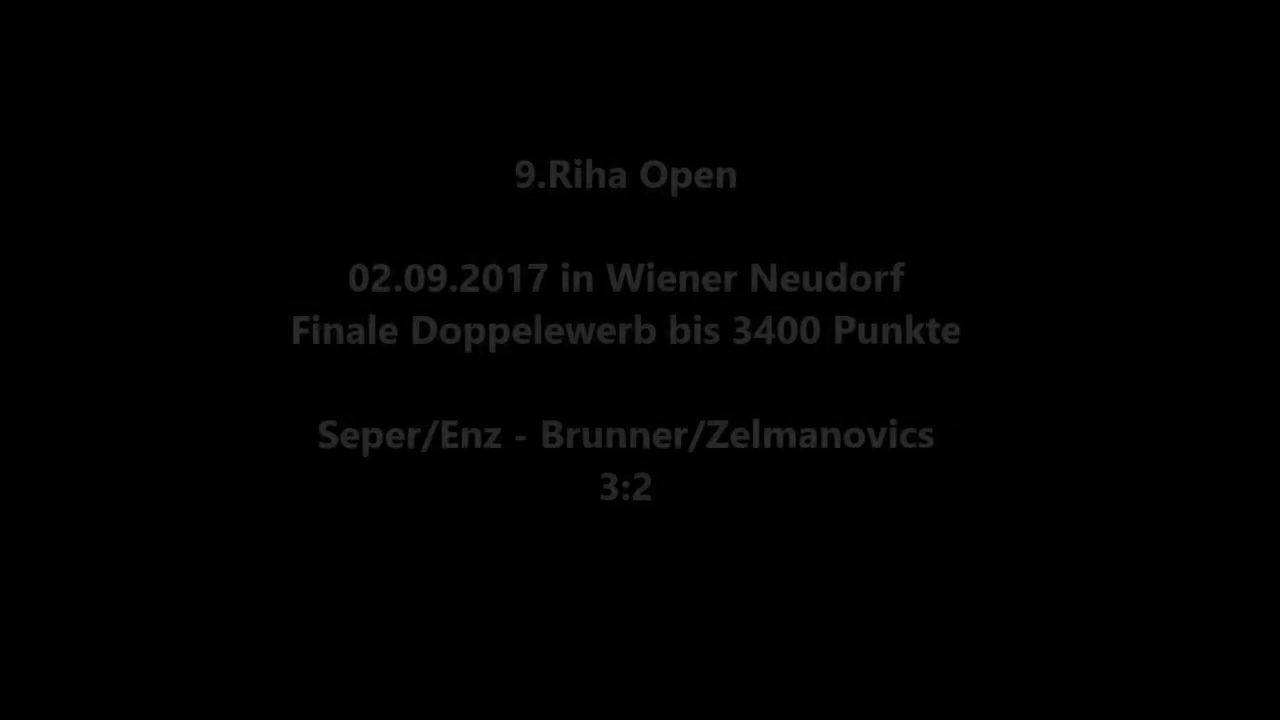 9.Riha Open
02.09.2017 in Wiener Neudorf
Finale Doppelewerb bis 3400 Punkte
Seper/Enz - Brunner/Zelmanovics
3:2